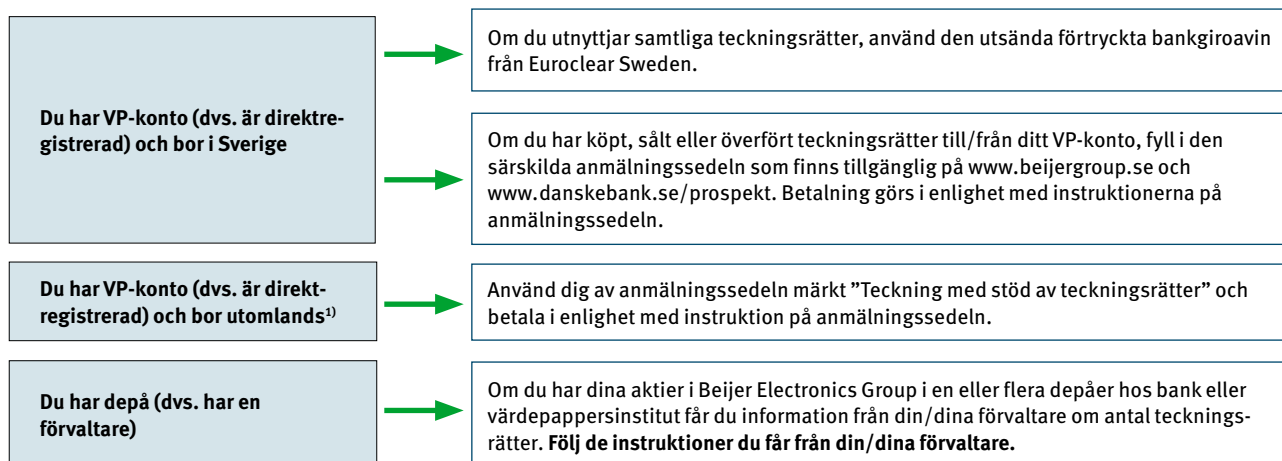 Du har VP-konto (dvs. är direktre-
gistrerad) och bor i Sverige
Om du utnyttjar samtliga teckningsrätter, använd den utsända förtryckta bankgiroavin
från Euroclear Sweden.
Om du har köpt, sålt eller överfört teckningsrätter till/från ditt VP-konto, fyll i den
särskilda anmälningssedeln som finns tillgänglig på www.beijergroup.se och
www.danskebank.se/prospekt. Betalning görs i enlighet med instruktionerna på
anmälningssedeln.
Du har VP-konto (dvs. är direkt-
registrerad) och bor utomlands¹⁾
Använd dig av anmälningssedeln märkt ”Teckning med stöd av teckningsrätter” och
betala i enlighet med instruktion på anmälningssedeln.
Du har depå (dvs. har en
förvaltare)
Om du har dina aktier i Beijer Electronics Group i en eller flera depåer hos bank eller
värdepappersinstitut får du information från din/dina förvaltare om antal tecknings-
rätter. Följ de instruktioner du får från din/dina förvaltare.